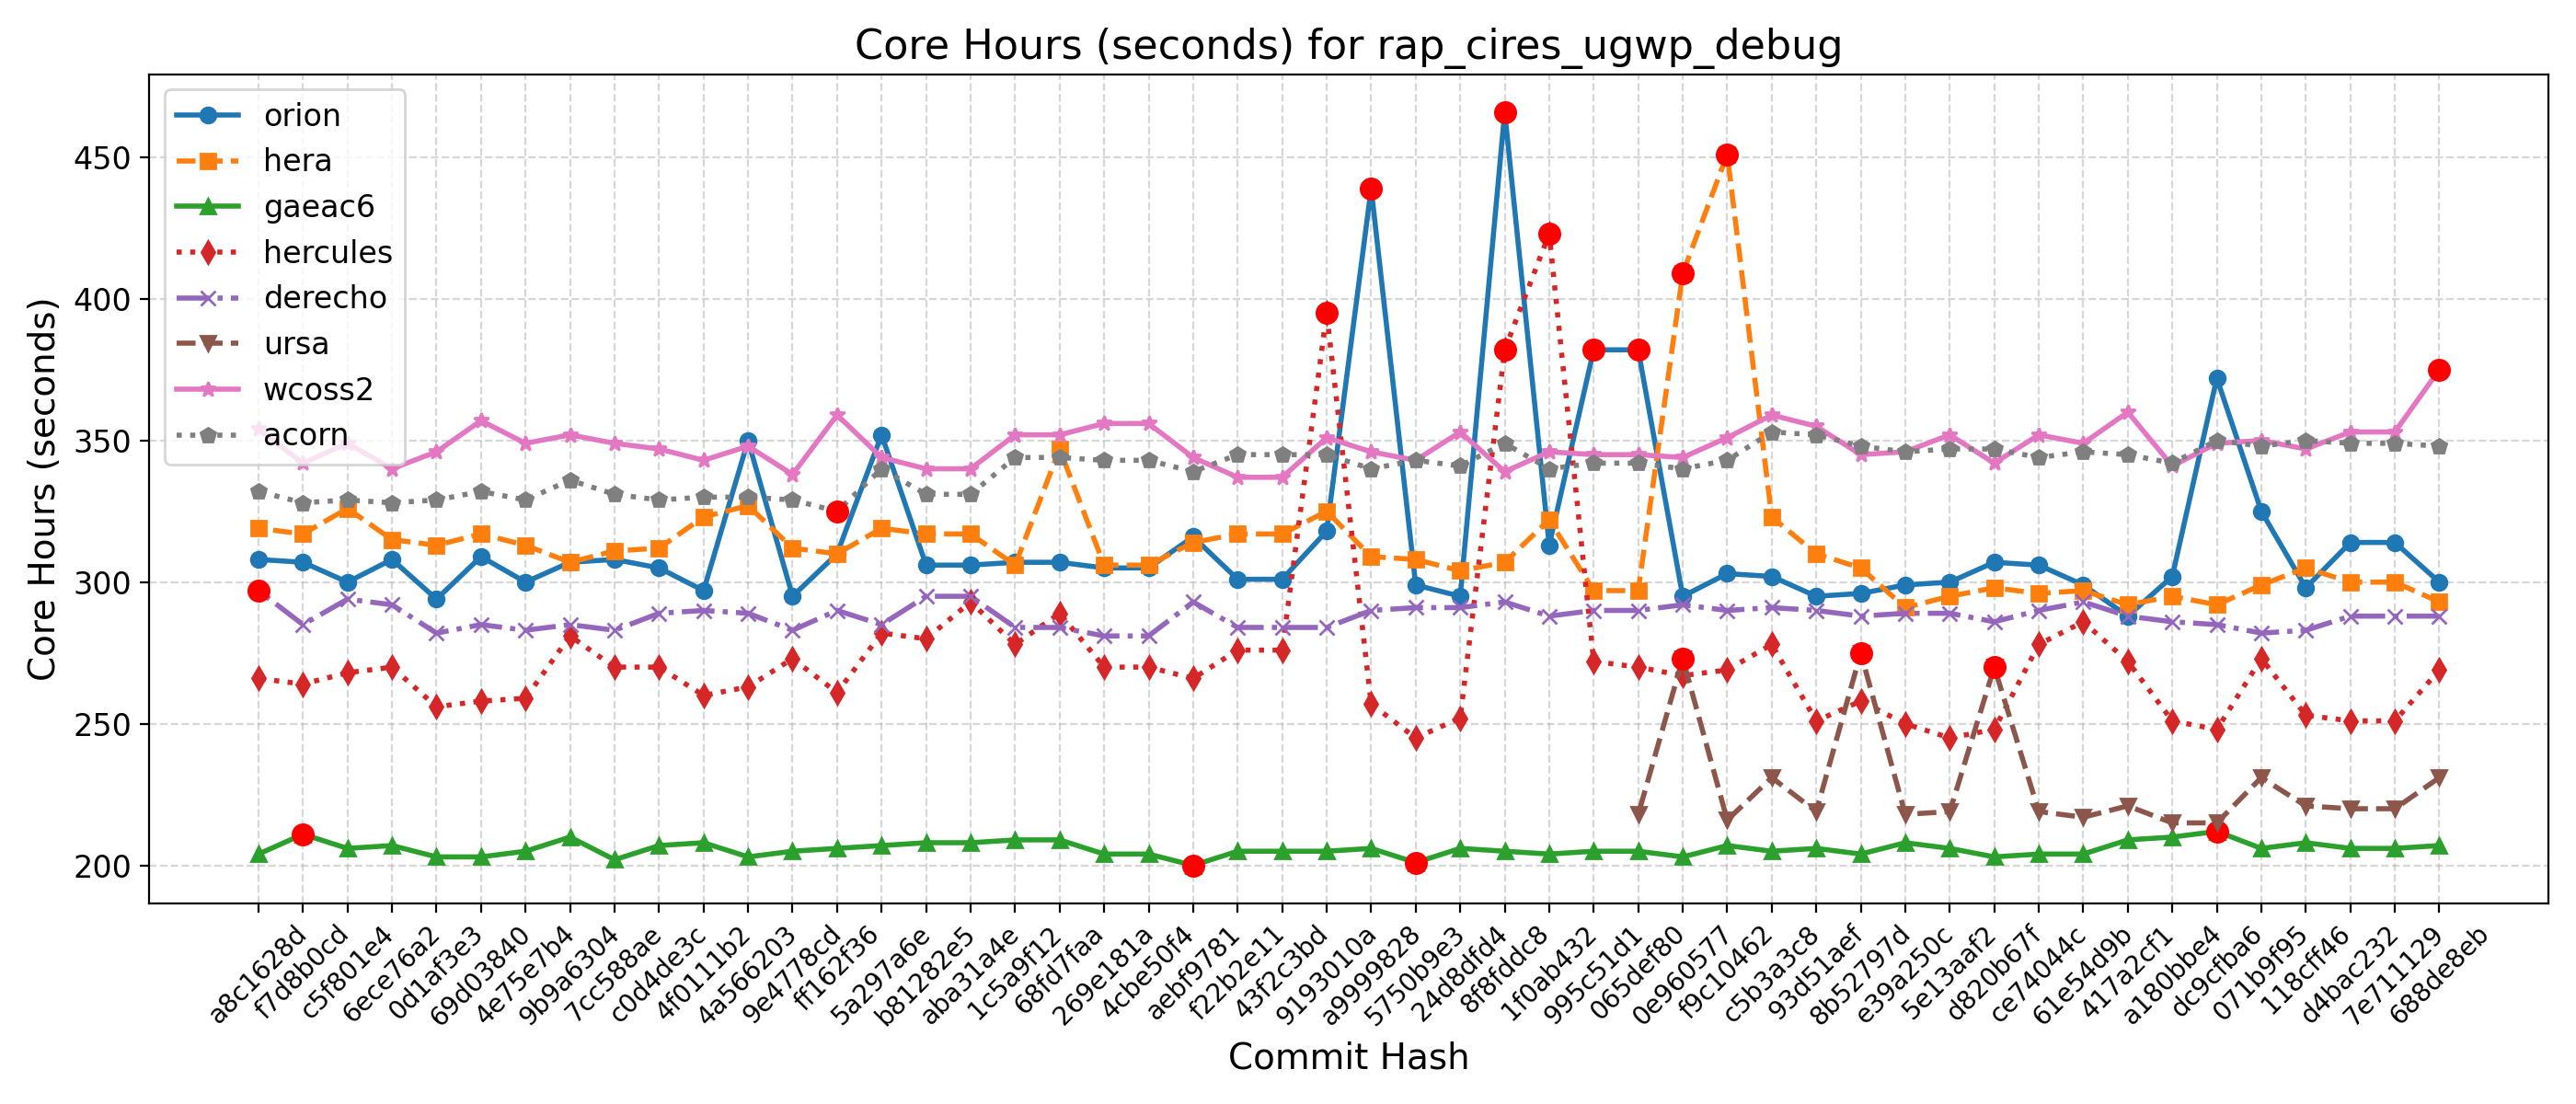 Core Hours (seconds) for rap_cires_ugwp_debug
Core Hours (seconds)
450
400
350
300
250
200
orion
hera
gaeac6
hercules
derecho
ursa
wcoss2
acorn
a8c1628d
f7d8b0cd
c5f801e4
6ece76a2
0d1af3e3
69d03840
4e75e7b4
9b9a6304
7cc588ae
c0d4de3c
4f0111b2
4a566203
9e4778cd
ff162f36
5a297a6e
b81282e5
aba31a4e
1c5a9f12
68fd7faa
269e181a
4cbe50f4
aebf9781
f22b2e11
43f2c3bd
9193010a
a9999828
5750b9e3
24d8dfd4
8f8fddc8
1f0ab432
995c51d1
065def80
0e960577
f9c10462
c5b3a3c8
93d51aef
8b52797d
e39a250c
5e13aaf2
d820b67f
ce74044c
61e54d9b
417a2cf1
a180bbe4
dc9cfba6
071b9f95
118cff46
d4bac232
7e711129
688de8eb
Commit Hash